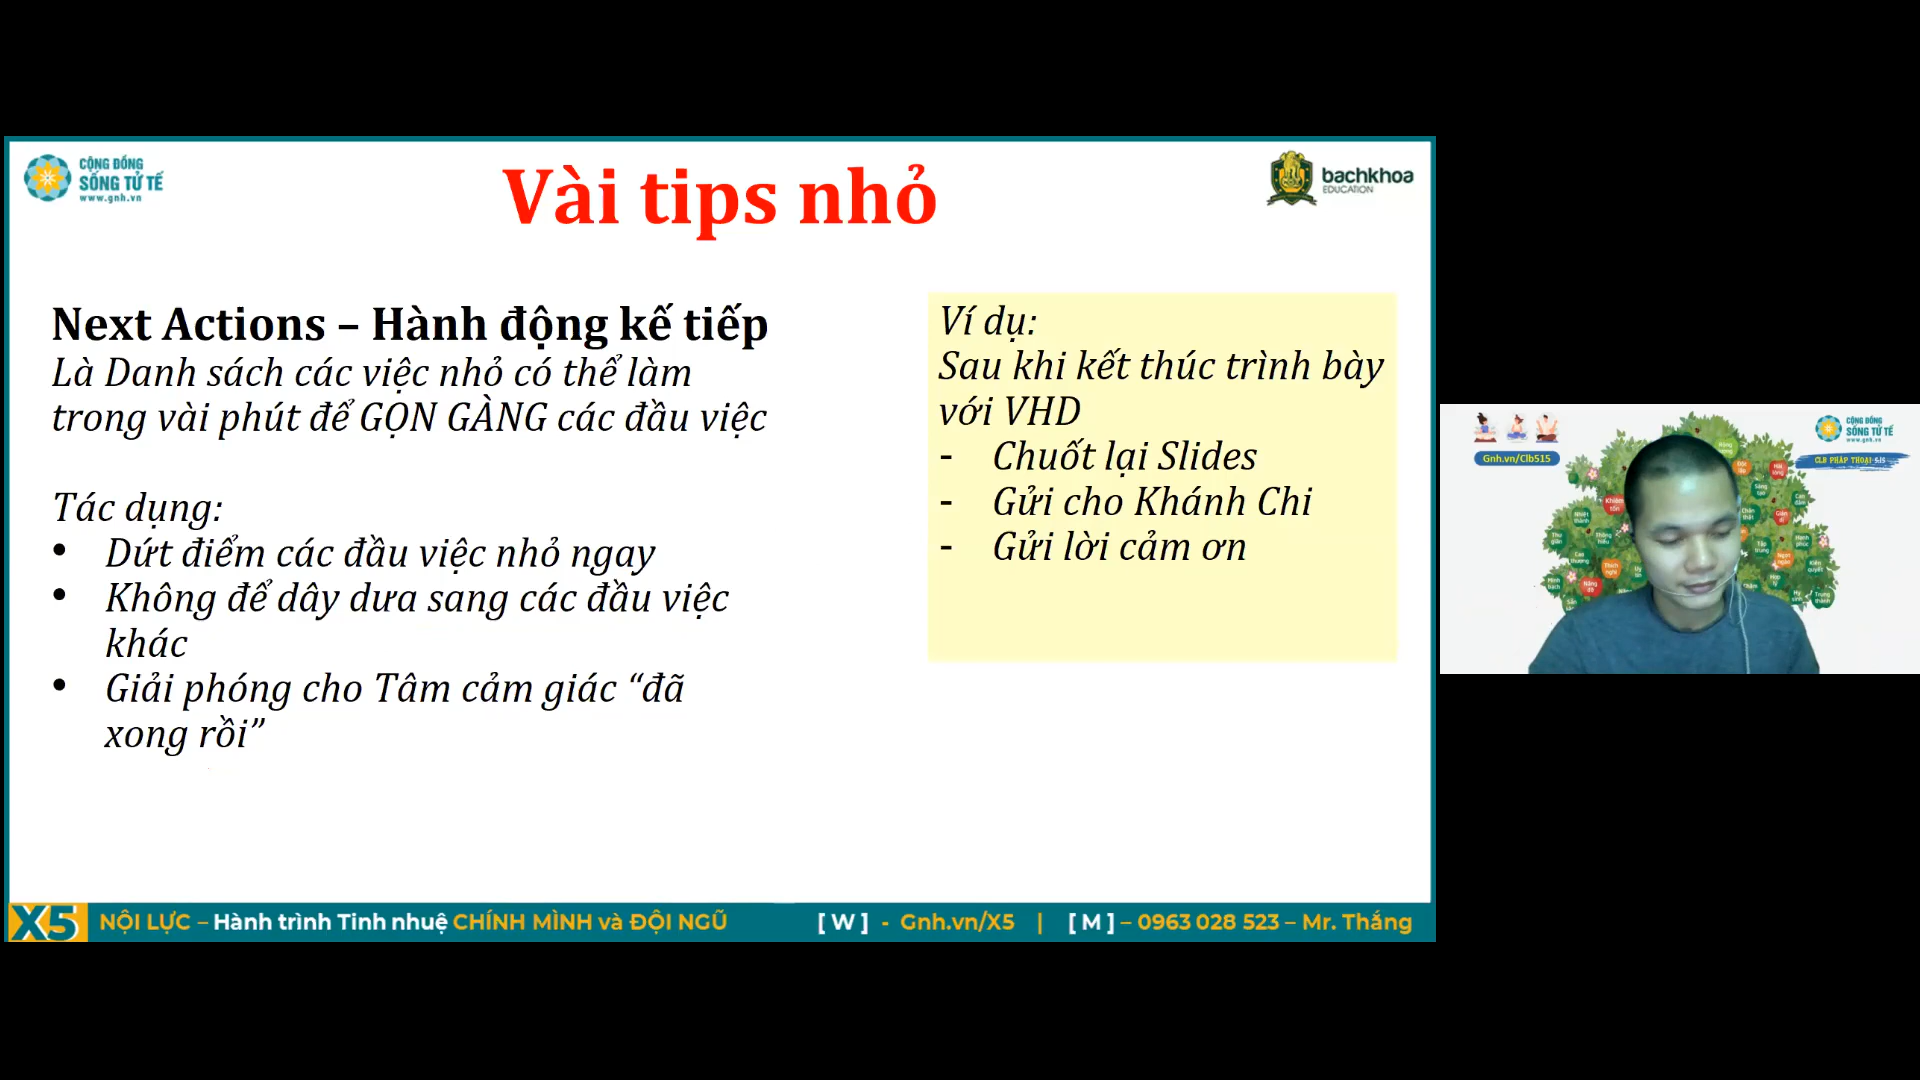 CỘNG ĐỒNG
SỐNG TỬ TẾ
www.gnh.vn
Vài tips nhỏ
bachkhoa
EDUCATION
Next Actions – Hành động kế tiếp
Là Danh sách các việc nhỏ có thể làm
trong vài phút để GỌN GÀNG các đầu việc
Tác dụng:
• Dứt điểm các đầu việc nhỏ ngay
• Không để dây dưa sang các đầu việc
khác
• Giải phóng cho Tâm cảm giác “đã
xong rồi”
Ví dụ:
Sau khi kết thúc trình bày
với VHD
- Chuốt lại Slides
- Gửi cho Khánh Chi
- Gửi lời cảm ơn
X5 NỘI LỰC – Hành trình Tinh nhuệ CHÍNH MÌNH và ĐỘI NGŨ
[ W ] - Gnh.vn/X5 | [ M ] – 0963 028 523 – Mr. Thắng
Gnh.vn/Clb515
CỘNG ĐỒNG
SỐNG TỬ TẾ
www.gnh.vn
CLB PHÁP THOẠI 515